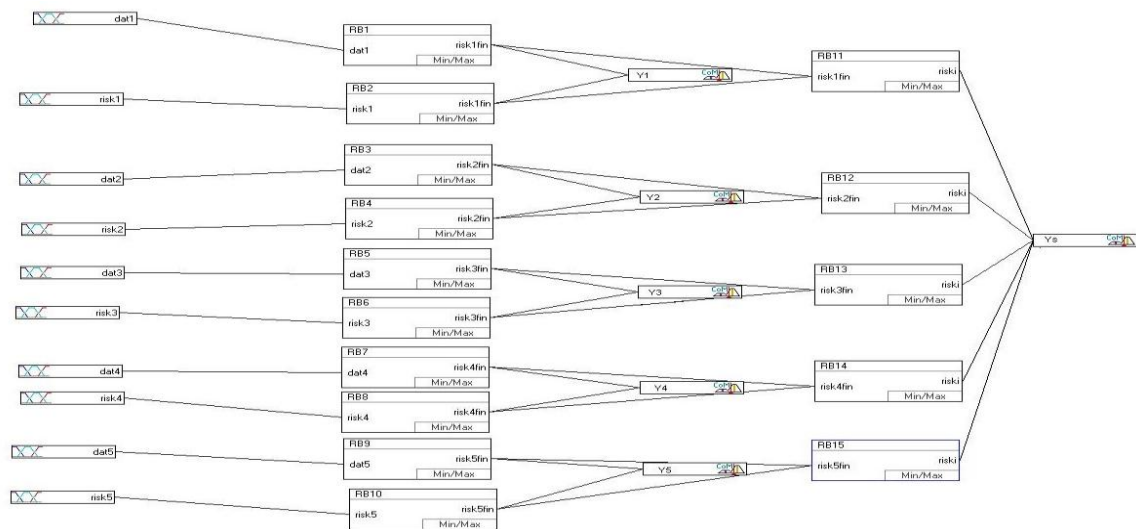 dat1
RB1
dat1
risk1fin
Min/Max
Y1
CoM
RB11
risk1fin
riski
Min/Max
risk1
RB2
risk1
risk1fin
Min/Max
dat2
RB3
dat2
risk2fin
Min/Max
Y2
CoM
RB12
risk2fin
riski
Min/Max
risk2
RB4
risk2
risk2fin
Min/Max
Ys
CoM
dat3
RB5
dat3
risk3fin
Min/Max
Y3
CoM
RB13
risk3fin
riski
Min/Max
risk3
RB6
risk3
risk3fin
Min/Max
dat4
RB7
dat4
risk4fin
Min/Max
Y4
CoM
RB14
risk4fin
riski
Min/Max
risk4
RB8
risk4
risk4fin
Min/Max
dat5
RB9
dat5
risk5fin
Min/Max
Y5
CoM
RB15
risk5fin
riski
Min/Max
risk5
RB10
risk5
risk5fin
Min/Max